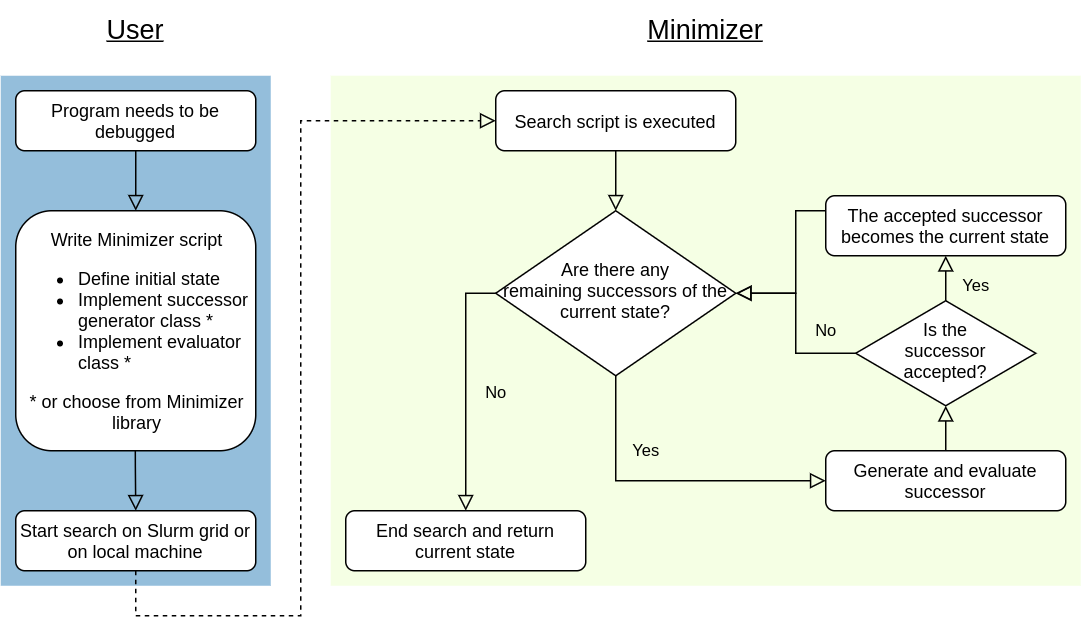 User
Minimizer
Program needs to be
debugged
Write Minimizer script
• Define initial state
• Implement successor
generator class *
• Implement evaluator
class *
* or choose from Minimizer
library
Start search on Slurm grid or
on local machine
Search script is executed
Are there any
remaining successors of the
current state?
No
Yes
End search and return
current state
The accepted successor
becomes the current state
Yes
No
Is the
successor
accepted?
Generate and evaluate
successor